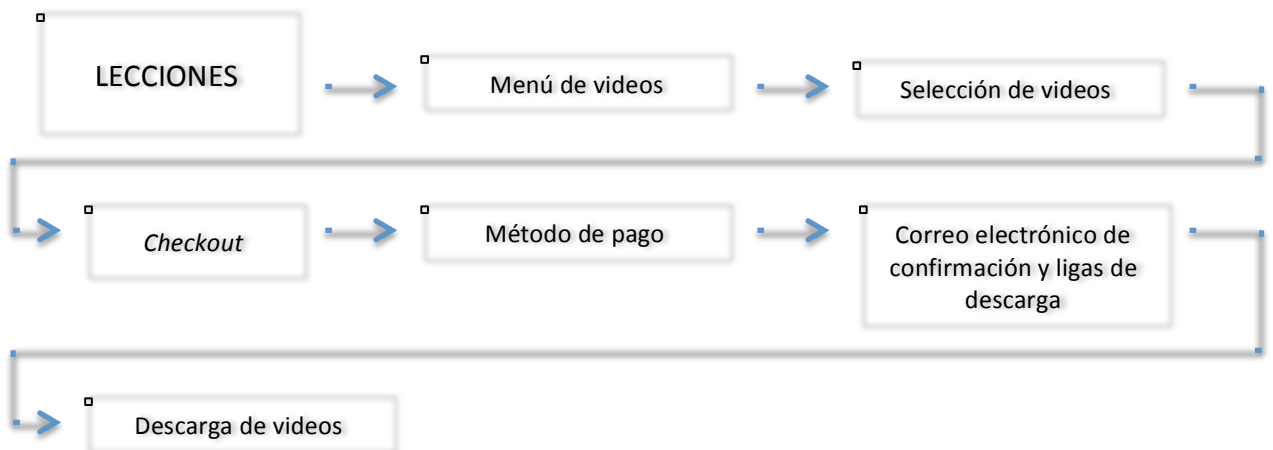 LECCIONES
Menú de videos
Selección de videos
Checkout
Método de pago
Correo electrónico de
confirmación y ligas de
descarga
Descarga de videos